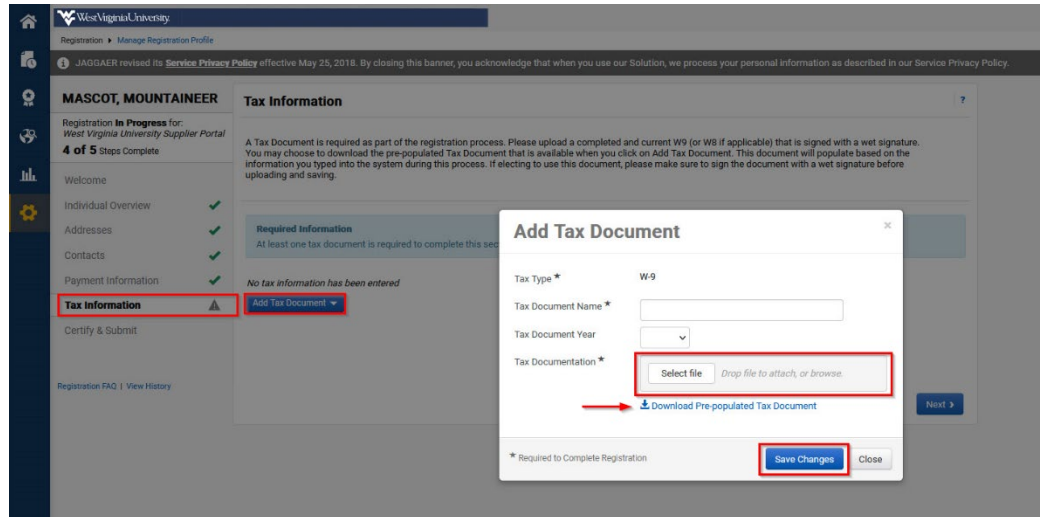 West Virginia University.
Registration ▸ Manage Registration Profile
JAGGAER revised its Service Privacy Policy effective May 25, 2018. By closing this banner, you acknowledge that when you use our Solution, we process your personal information as described in our Service Privacy Policy.
MASCOT, MOUNTAINEER
Registration In Progress for:
West Virginia University Supplier Portal
4 of 5 Steps Complete
Welcome
Individual Overview
Addresses
Contacts
Payment Information
Tax Information
Certify & Submit
Registration FAQ | View History
Tax Information
?
A Tax Document is required as part of the registration process. Please upload a completed and current W9 (or W8 if applicable) that is signed with a wet signature.
You may choose to download the pre-populated Tax Document that is available when you click on Add Tax Document. This document will populate based on the
information you typed into the system during this process. If electing to use this document, please make sure to sign the document with a wet signature before
uploading and saving.
Required Information
At least one tax document is required to complete this sec
No tax information has been entered
Add Tax Document
Next >
Add Tax Document
×
Tax Type ★ W-9
Tax Document Name ★
Tax Document Year
Tax Documentation ★
Select file Drop file to attach, or browse.
Download Pre-populated Tax Document
★ Required to Complete Registration
Save Changes Close